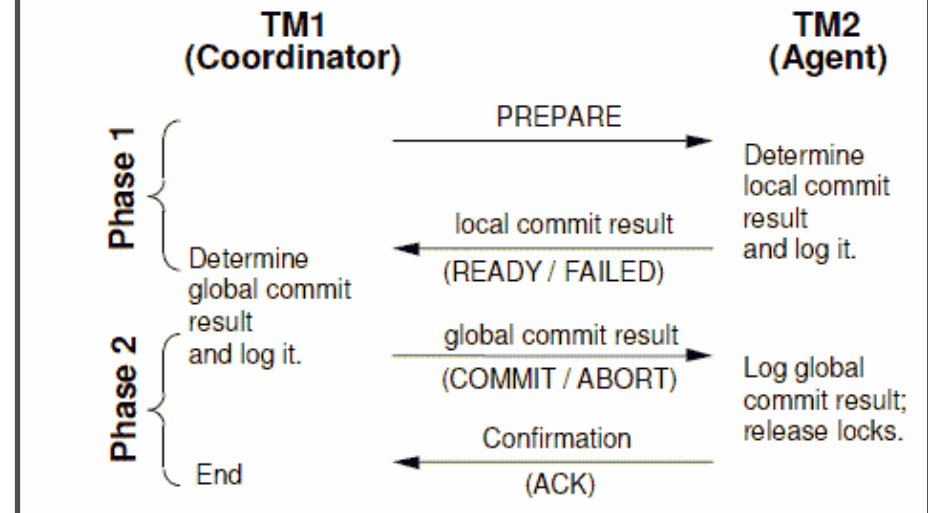 TM1
(Coordinator)
TM2
(Agent)
Phase 1
PREPARE
Determine
local commit
result
and log it.
local commit result
(READY / FAILED)
Determine
global commit
result
and log it.
Phase 2
global commit result
(COMMIT / ABORT)
Log global
commit result;
release locks.
Confirmation
(ACK)
End